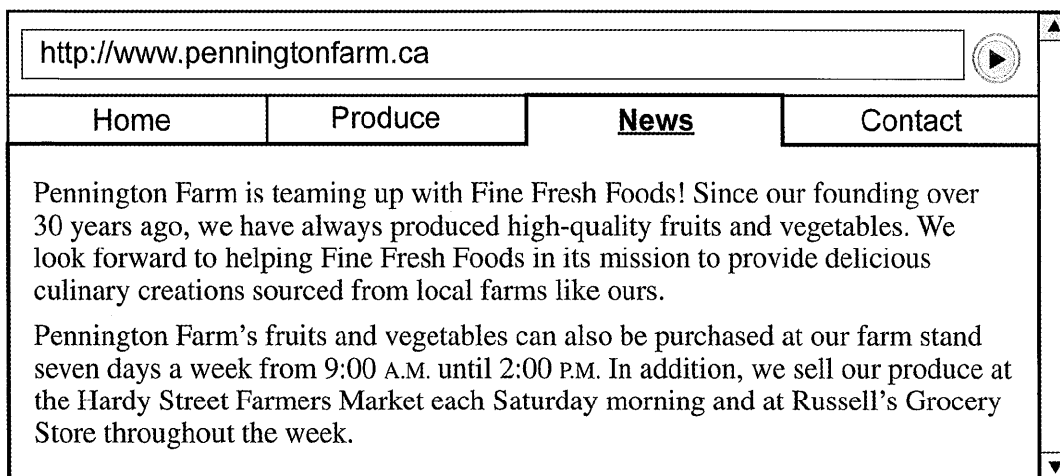 http://www.penningtonfarm.ca
Home Produce News Contact
Pennington Farm is teaming up with Fine Fresh Foods! Since our founding over
30 years ago, we have always produced high-quality fruits and vegetables. We
look forward to helping Fine Fresh Foods in its mission to provide delicious
culinary creations sourced from local farms like ours.
Pennington Farm's fruits and vegetables can also be purchased at our farm stand
seven days a week from 9:00 A.M. until 2:00 P.M. In addition, we sell our produce at
the Hardy Street Farmers Market each Saturday morning and at Russell's Grocery
Store throughout the week.